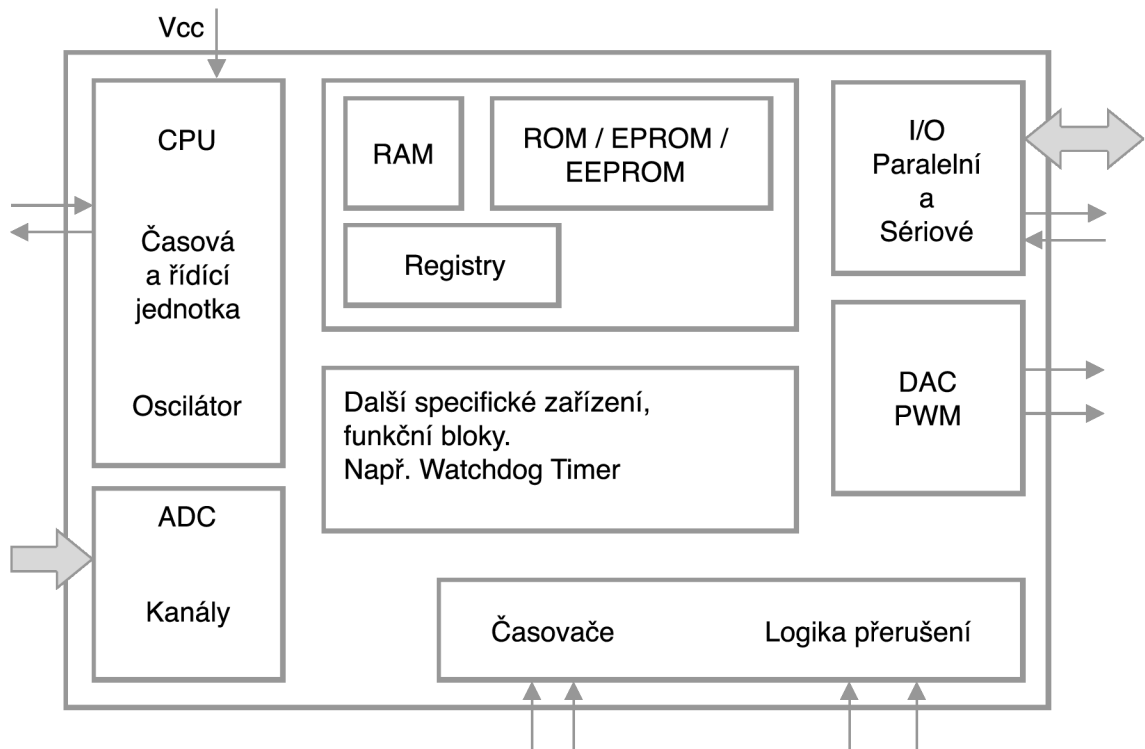 Vcc
CPU
Časová
a řídící
jednotka
Oscilátor
ADC
Kanály
RAM
ROM / EPROM /
EEPROM
Registry
Další specifické zařízení,
funkční bloky.
Např. Watchdog Timer
I/O
Paralelní
a
Sériové
DAC
PWM
Časovače
Logika přerušení